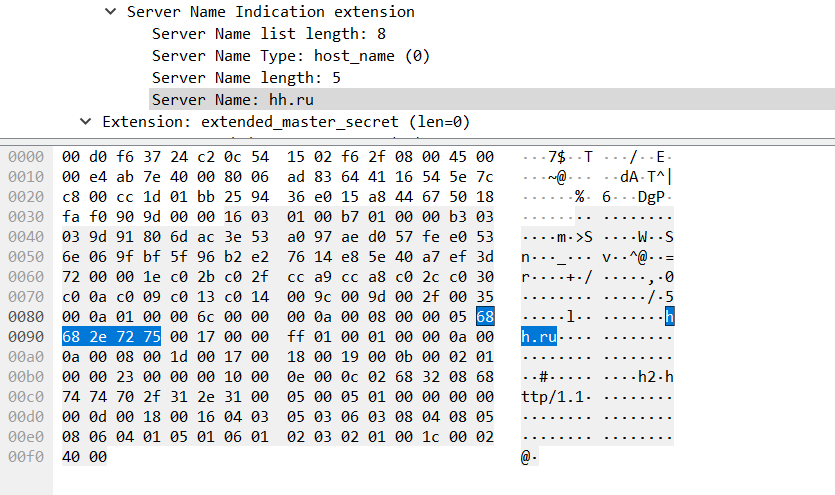 Server Name Indication extension
Server Name list length: 8
Server Name Type: host_name (0)
Server Name length: 5
Server Name: hh.ru
Extension: extended_master_secret (len=0)
0000 00 d0 f6 37 24 c2 0c 54 15 02 f6 2f 08 00 45 00 ···7$··T ···/··E·
0010 00 e4 ab 7e 40 00 80 06 ad 83 64 41 16 54 5e 7c ···~@··· ··dA·T^|
0020 c8 00 cc 1d 01 bb 25 94 36 e0 15 a8 44 67 50 18 ······%· 6···DgP·
0030 fa f0 90 9d 00 00 16 03 01 00 b7 01 00 00 b3 03 ········ ········
0040 03 9d 91 80 6d ac 3e 53 a0 97 ae d0 57 fe e0 53 ····m·>S ····W··S
0050 6e 06 9f bf 5f 96 b2 e2 76 14 e8 5e 40 a7 ef 3d n···_··· v··^@··=
0060 72 00 00 1e c0 2b c0 2f cc a9 cc a8 c0 2c c0 30 r····+·/ ·····,·0
0070 c0 0a c0 09 c0 13 c0 14 00 9c 00 9d 00 2f 00 35 ········ ·····/·5
0080 00 0a 01 00 00 6c 00 00 00 0a 00 08 00 00 05 68 ·····l·· ·······h
0090 68 2e 72 75 00 17 00 00 ff 01 00 01 00 00 0a 00 h.ru···· ········
00a0 0a 00 08 00 1d 00 17 00 18 00 19 00 0b 00 02 01 ········ ········
00b0 00 00 23 00 00 00 10 00 0e 00 0c 02 68 32 08 68 ··#····· ····h2·h
00c0 74 74 70 2f 31 2e 31 00 05 00 05 01 00 00 00 00 ttp/1.1· ········
00d0 00 0d 00 18 00 16 04 03 05 03 06 03 08 04 08 05 ········ ········
00e0 08 06 04 01 05 01 06 01 02 03 02 01 00 1c 00 02 ········ ········
00f0 40 00 @·